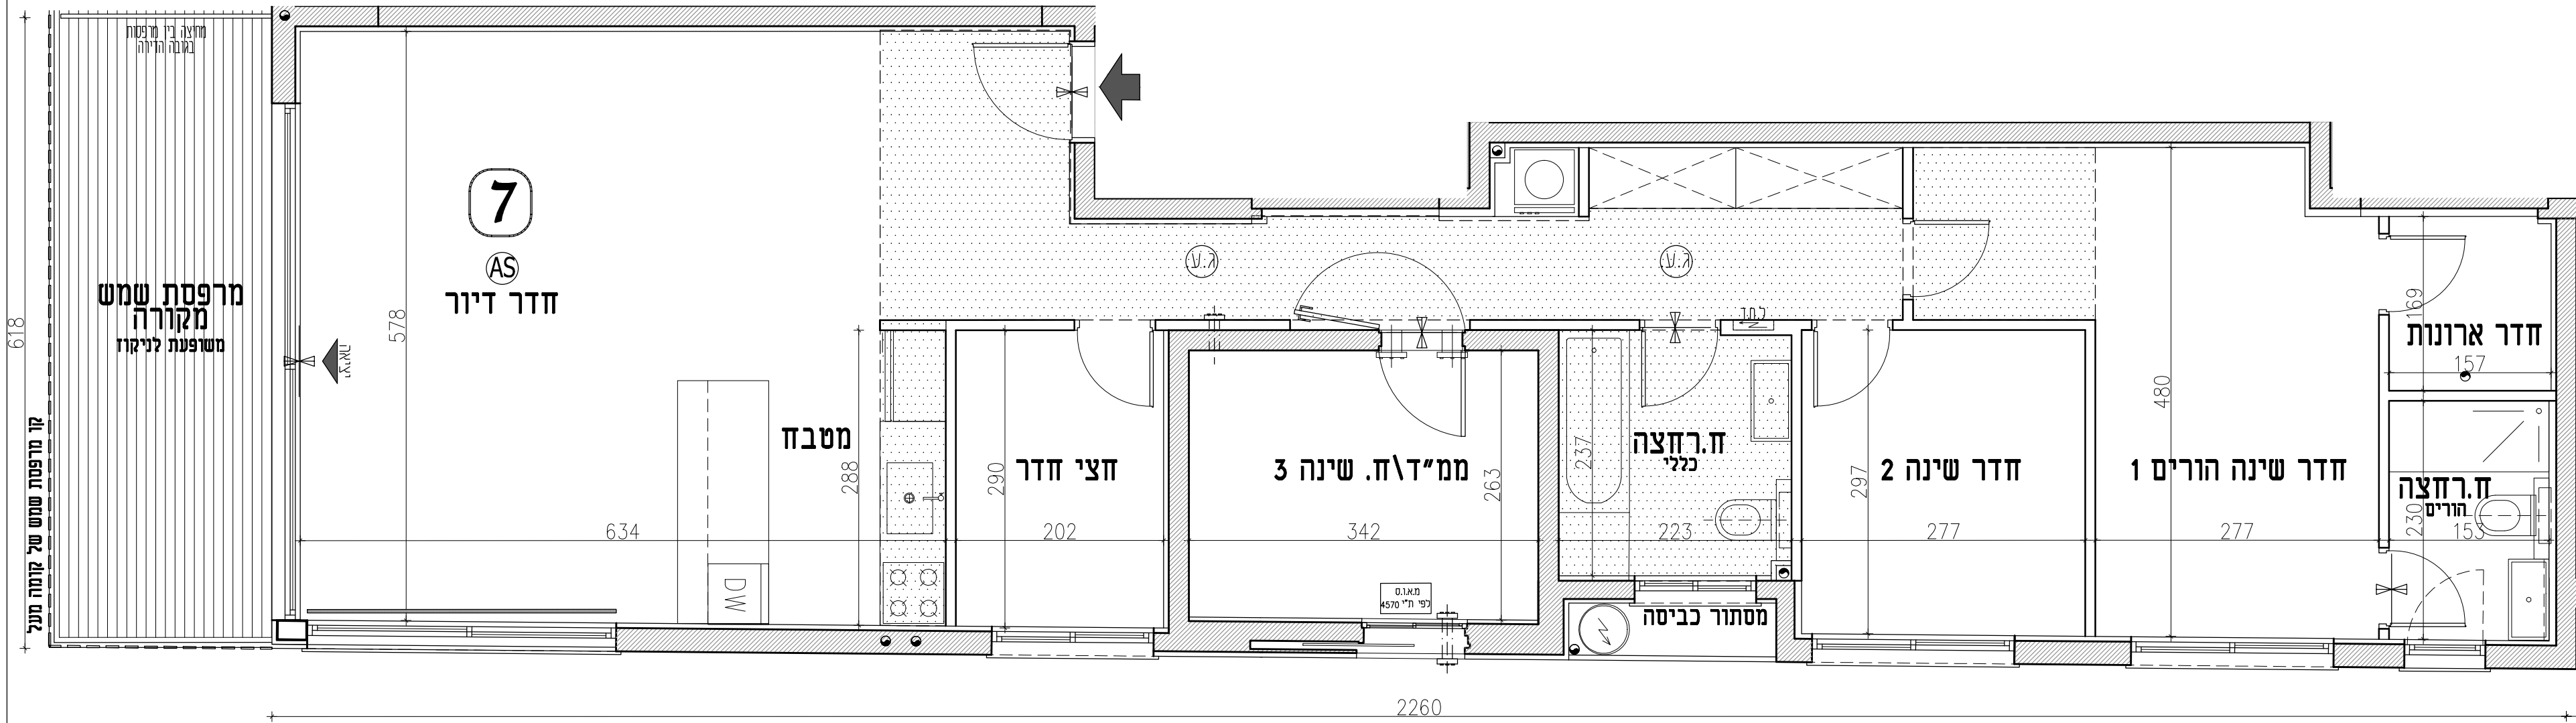 מחיצה בין מרפסות
בגובה הדירה
מרפסת שמש
מקורה
משופעת לניקוז
618
קו מרפסת שמש של קומה מעל
7
AS
חדר דיור
578
יציאה
634
מטבח
288
DW
חצי חדר
290
202
ג.ע.
ג.ע.
ממ״ד\ח. שינה 3
263
342
מ.א.ו.ס
לפי ת"י 4570
ח.רחצה
כללי
237
223
מסתור כביסה
חדר שינה 2
297
277
חדר שינה הורים 1
480
277
169
חדר ארונות
157
ח.רחצה
הורים
230
153
2260